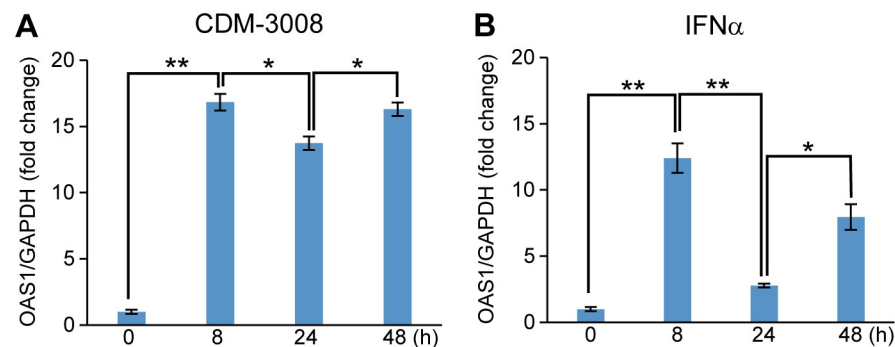 A CDM-3008
OAS1/GAPDH (fold change)
20
15
10
5
0
** * *
0 8 24 48 (h)
B IFNα
OAS1/GAPDH (fold change)
20
15
10
5
0
** ** *
0 8 24 48 (h)